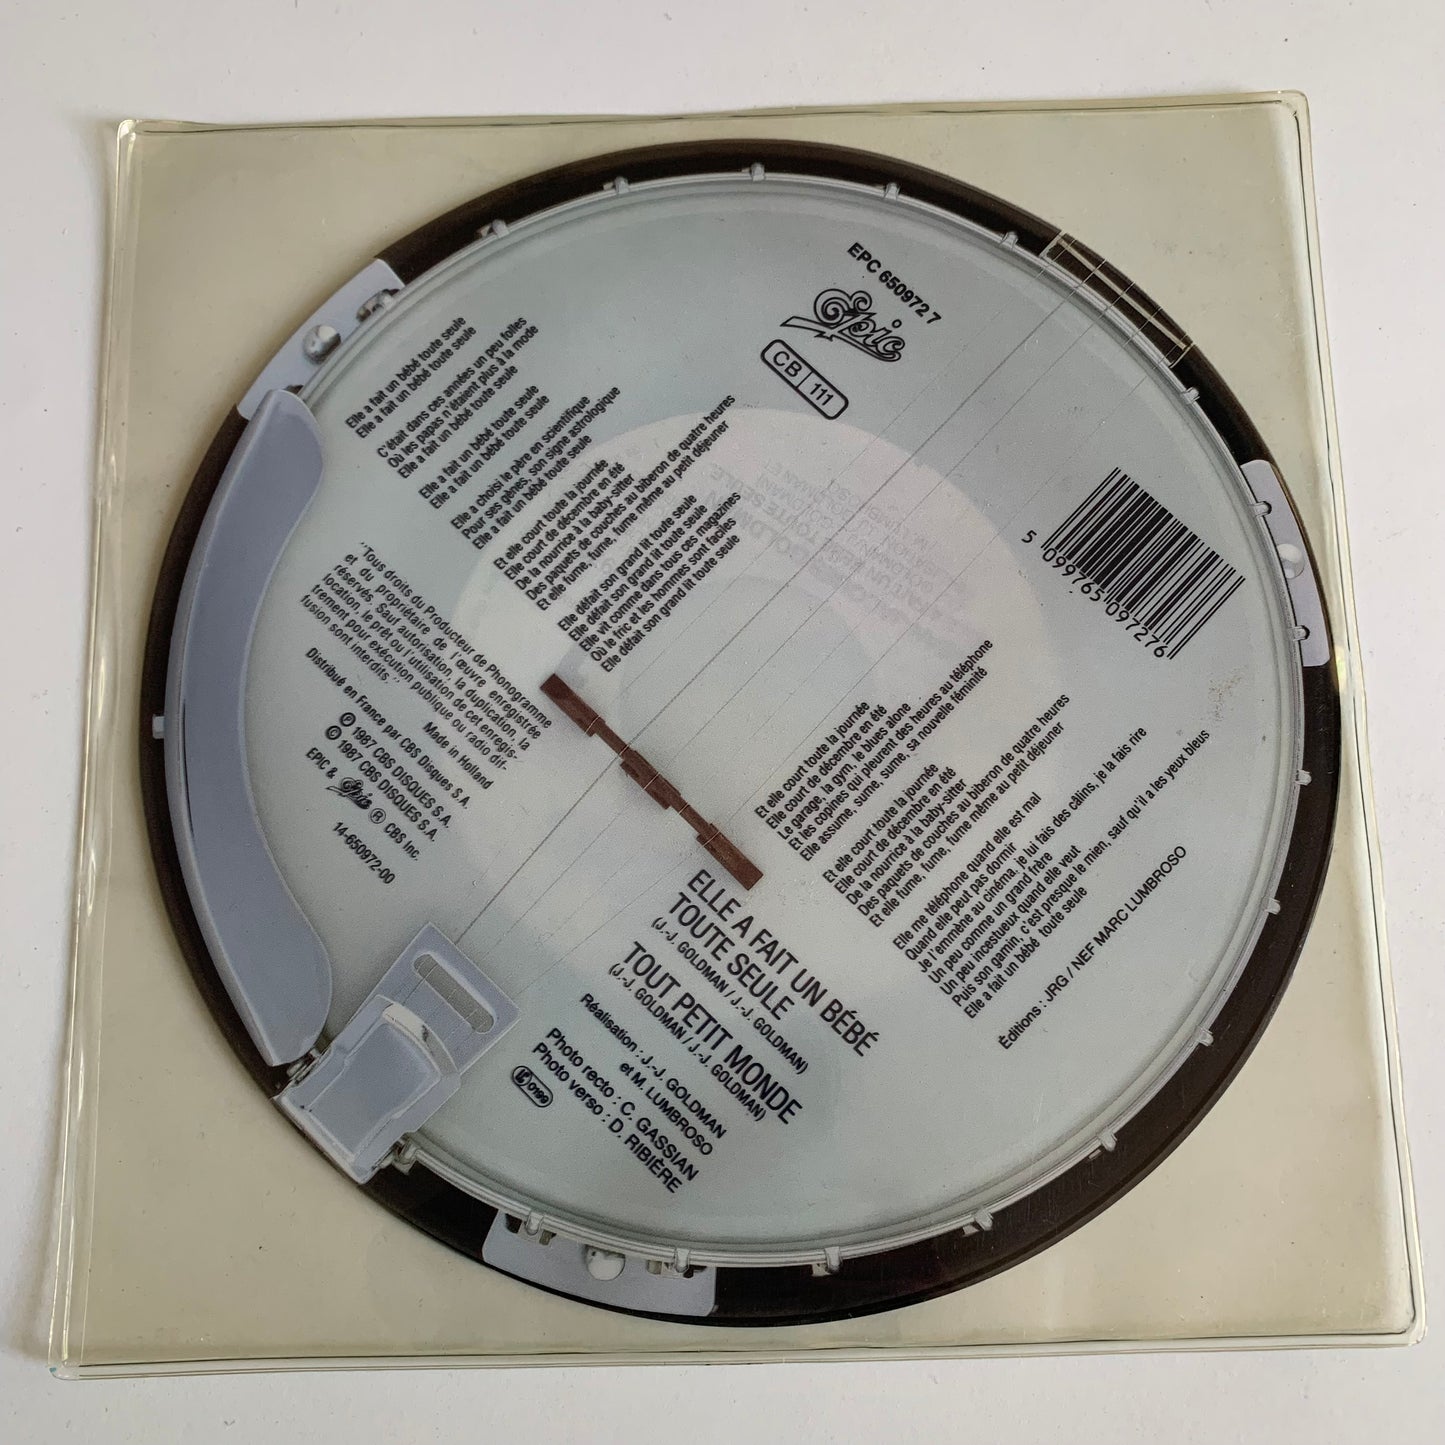 EPC 650972 7
Epic
CB 111
5 099765 097276
Elle a fait un bébé toute seule
Elle a fait un bébé toute seule
C'était dans ces années un peu folles
Où les papas n'étaient plus à la mode
Elle a fait un bébé toute seule
Elle a fait un bébé toute seule
Elle a fait un bébé toute seule
Elle a choisi le père en scientifique
Pour ses gènes, son signe astrologique
Elle a fait un bébé toute seule
Et elle court toute la journée
Elle court de décembre en été
De la nourrice à la baby-sitter
Des paquets de couches au biberon de quatre heures
Et elle fume, fume, fume même au petit déjeuner
Elle défait son grand lit toute seule
Elle défait son grand lit toute seule
Elle vit comme dans tous ces magazines
Où le fric et les hommes sont faciles
Elle défait son grand lit toute seule
Et elle court toute la journée
Elle court de décembre en été
Le garage, la gym, le blues alone
Et les copines qui pleurent des heures au téléphone
Elle assume, sume, sume, sa nouvelle féminité
Et elle court toute la journée
Elle court de décembre en été
De la nourrice à la baby-sitter
Des paquets de couches au biberon de quatre heures
Et elle fume, fume, fume même au petit déjeuner
Elle me téléphone quand elle est mal
Quand elle peut pas dormir
Je l'emmène au cinéma, je lui fais des câlins, je la fais rire
Un peu comme un grand frère
Un peu incestueux quand elle veut
Puis son gamin, c'est presque le mien, sauf qu'il a les yeux bleus
Elle a fait un bébé toute seule
Éditions : JRG / NEF MARC LUMBROSO
"Tous droits du Producteur de Phonogramme
et du propriétaire de l'œuvre enregistrée
réservés. Sauf autorisation, la duplication, la
location, le prêt ou l'utilisation de cet enregis-
trement pour exécution publique ou radio dif-
fusion sont interdits."
Made in Holland
Distribué en France par CBS Disques S.A.
℗ 1987 CBS DISQUES S.A.
© 1987 CBS DISQUES S.A.
EPIC & Epic ® CBS Inc.
14-650972-00
ELLE A FAIT UN BÉBÉ
TOUTE SEULE
(J.-J. GOLDMAN / J.-J. GOLDMAN)
TOUT PETIT MONDE
(J.-J. GOLDMAN / J.-J. GOLDMAN)
Réalisation : J.-J. GOLDMAN
et M. LUMBROSO
Photo recto : C. GASSIAN
Photo verso : D. RIBIÈRE
0199